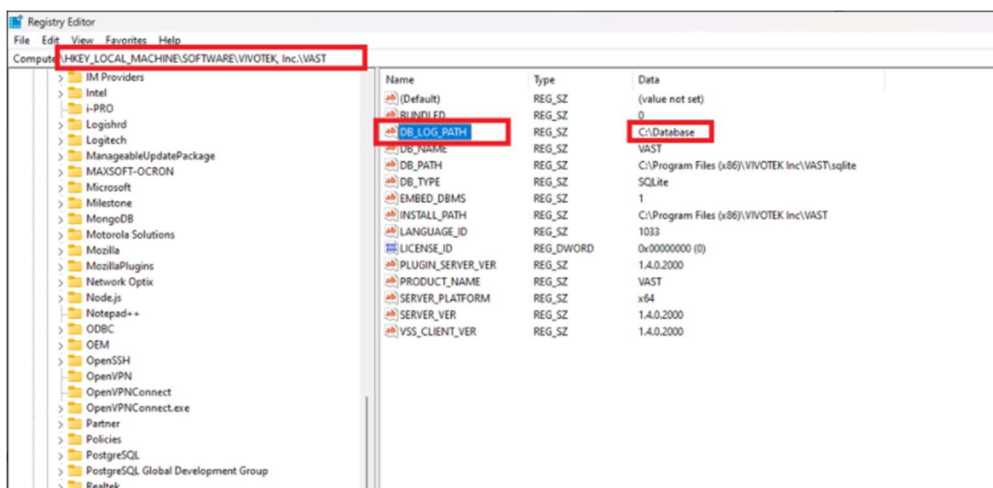 Registry Editor
File Edit View Favorites Help
Computer\HKEY_LOCAL_MACHINE\SOFTWARE\VIVOTEK, Inc.\VAST
IM Providers
Intel
i-PRO
Logishrd
Logitech
ManageableUpdatePackage
MAXSOFT-OCRON
Microsoft
Milestone
MongoDB
Motorola Solutions
Mozilla
MozillaPlugins
Network Optix
Node.js
Notepad++
ODBC
OEM
OpenSSH
OpenVPN
OpenVPNConnect
OpenVPNConnect.exe
Partner
Policies
PostgreSQL
PostgreSQL Global Development Group
Realtek
Name Type Data
(Default) REG_SZ (value not set)
BUNDLED REG_SZ 0
DB_LOG_PATH REG_SZ C:\Database
DB_NAME REG_SZ VAST
DB_PATH REG_SZ C:\Program Files (x86)\VIVOTEK Inc\VAST\sqlite
DB_TYPE REG_SZ SQLite
EMBED_DBMS REG_SZ 1
INSTALL_PATH REG_SZ C:\Program Files (x86)\VIVOTEK Inc\VAST
LANGUAGE_ID REG_SZ 1033
LICENSE_ID REG_DWORD 0x00000000 (0)
PLUGIN_SERVER_VER REG_SZ 1.4.0.2000
PRODUCT_NAME REG_SZ VAST
SERVER_PLATFORM REG_SZ x64
SERVER_VER REG_SZ 1.4.0.2000
VSS_CLIENT_VER REG_SZ 1.4.0.2000